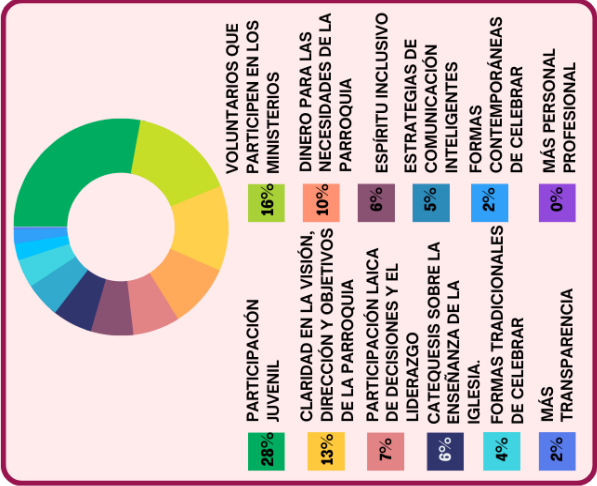 28%
PARTICIPACIÓN
JUVENIL
16%
VOLUNTARIOS QUE
PARTICIPEN EN LOS
MINISTERIOS
13%
CLARIDAD EN LA VISIÓN,
DIRECCIÓN Y OBJETIVOS
DE LA PARROQUIA
10%
DINERO PARA LAS
NECESIDADES DE LA
PARROQUIA
7%
PARTICIPACIÓN LAICA
DE DECISIONES Y EL
LIDERAZGO
6%
ESPÍRITU INCLUSIVO
6%
CATEQUESIS SOBRE LA
ENSEÑANZA DE LA
IGLESIA.
5%
ESTRATEGIAS DE
COMUNICACIÓN
INTELIGENTES
4%
FORMAS TRADICIONALES
DE CELEBRAR
2%
FORMAS
CONTEMPORÁNEAS
DE CELEBRAR
2%
MÁS
TRANSPARENCIA
0%
MÁS PERSONAL
PROFESIONAL